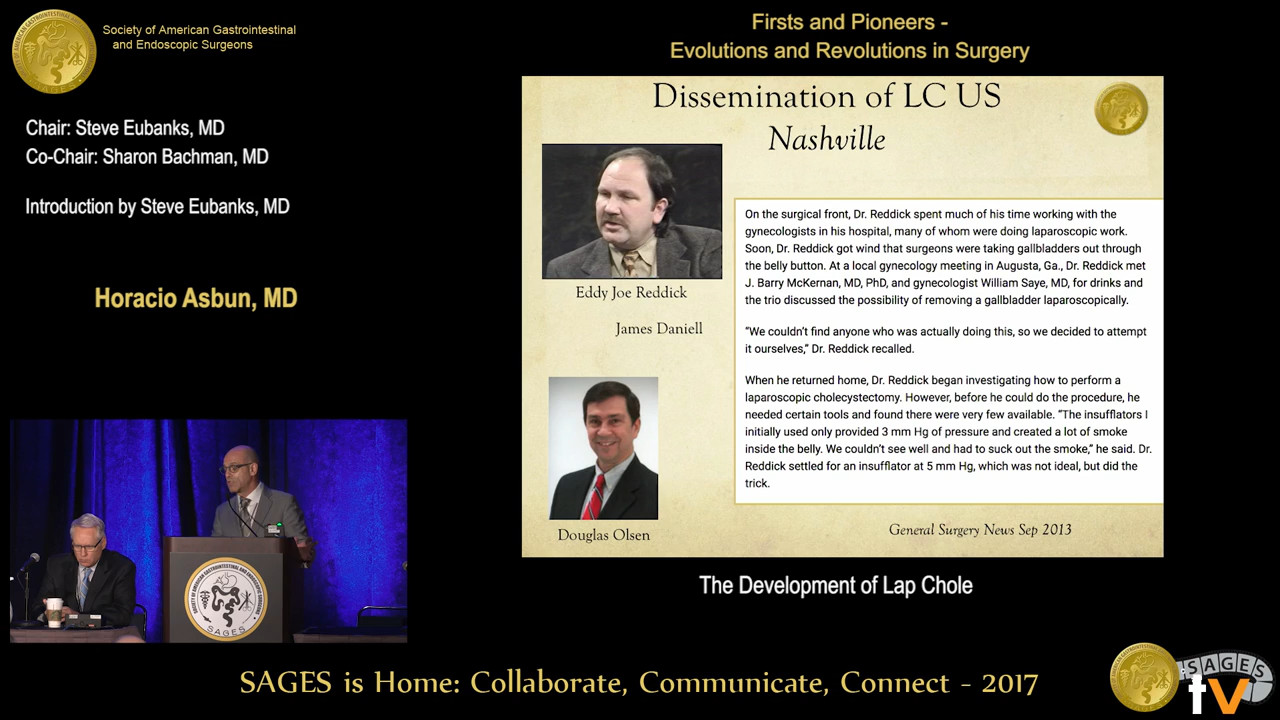 Society of American Gastrointestinal
and Endoscopic Surgeons
Chair: Steve Eubanks, MD
Co-Chair: Sharon Bachman, MD
Introduction by Steve Eubanks, MD
Horacio Asbun, MD
Firsts and Pioneers -
Evolutions and Revolutions in Surgery
Dissemination of LC US
Nashville
Eddy Joe Reddick
James Daniell
Douglas Olsen
On the surgical front, Dr. Reddick spent much of his time working with the
gynecologists in his hospital, many of whom were doing laparoscopic work.
Soon, Dr. Reddick got wind that surgeons were taking gallbladders out through
the belly button. At a local gynecology meeting in Augusta, Ga., Dr. Reddick met
J. Barry McKernan, MD, PhD, and gynecologist William Saye, MD, for drinks and
the trio discussed the possibility of removing a gallbladder laparoscopically.
“We couldn’t find anyone who was actually doing this, so we decided to attempt
it ourselves,” Dr. Reddick recalled.
When he returned home, Dr. Reddick began investigating how to perform a
laparoscopic cholecystectomy. However, before he could do the procedure, he
needed certain tools and found there were very few available. “The insufflators I
initially used only provided 3 mm Hg of pressure and created a lot of smoke
inside the belly. We couldn’t see well and had to suck out the smoke,” he said. Dr.
Reddick settled for an insufflator at 5 mm Hg, which was not ideal, but did the
trick.
General Surgery News Sep 2013
The Development of Lap Chole
SAGES
SAGES is Home: Collaborate, Communicate, Connect - 2017
SAGES
tv